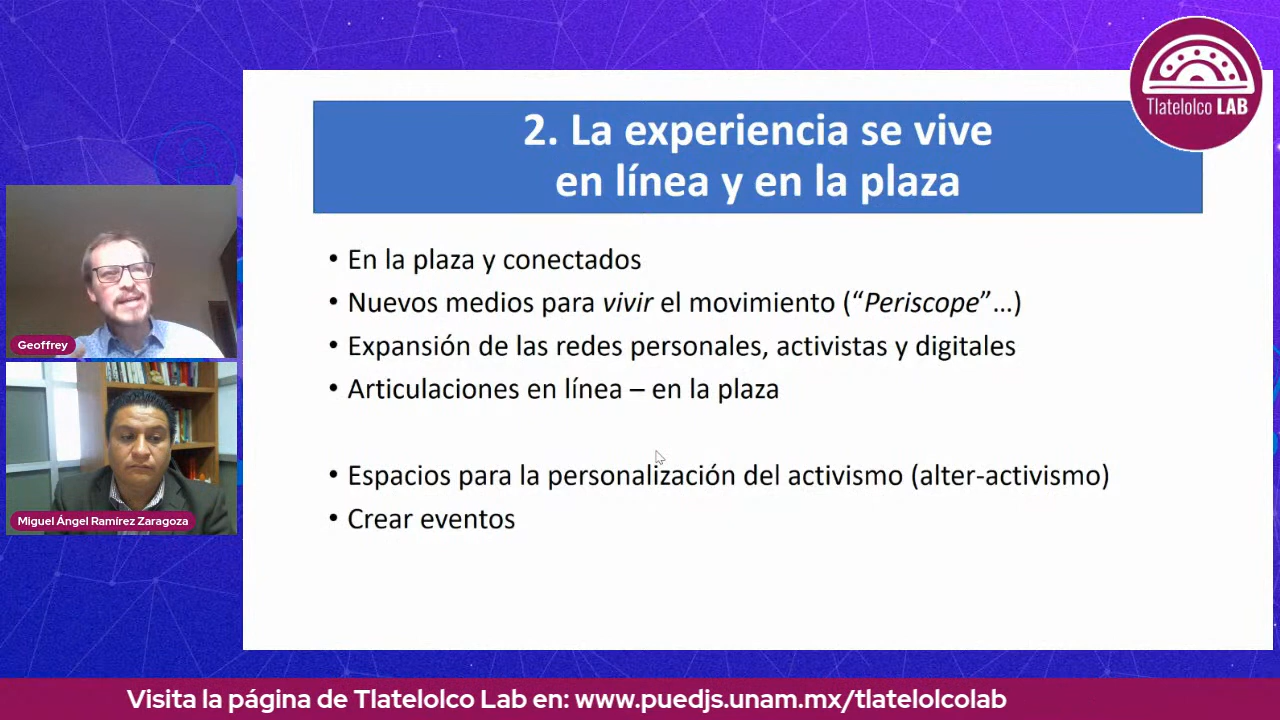 Tlatelolco LAB
2. La experiencia se vive
en línea y en la plaza
• En la plaza y conectados
• Nuevos medios para vivir el movimiento (“Periscope”…)
• Expansión de las redes personales, activistas y digitales
• Articulaciones en línea – en la plaza
• Espacios para la personalización del activismo (alter-activismo)
• Crear eventos
Geoffrey
Miguel Ángel Ramírez Zaragoza
Visita la página de Tlatelolco Lab en: www.puedjs.unam.mx/tlatelolcolab